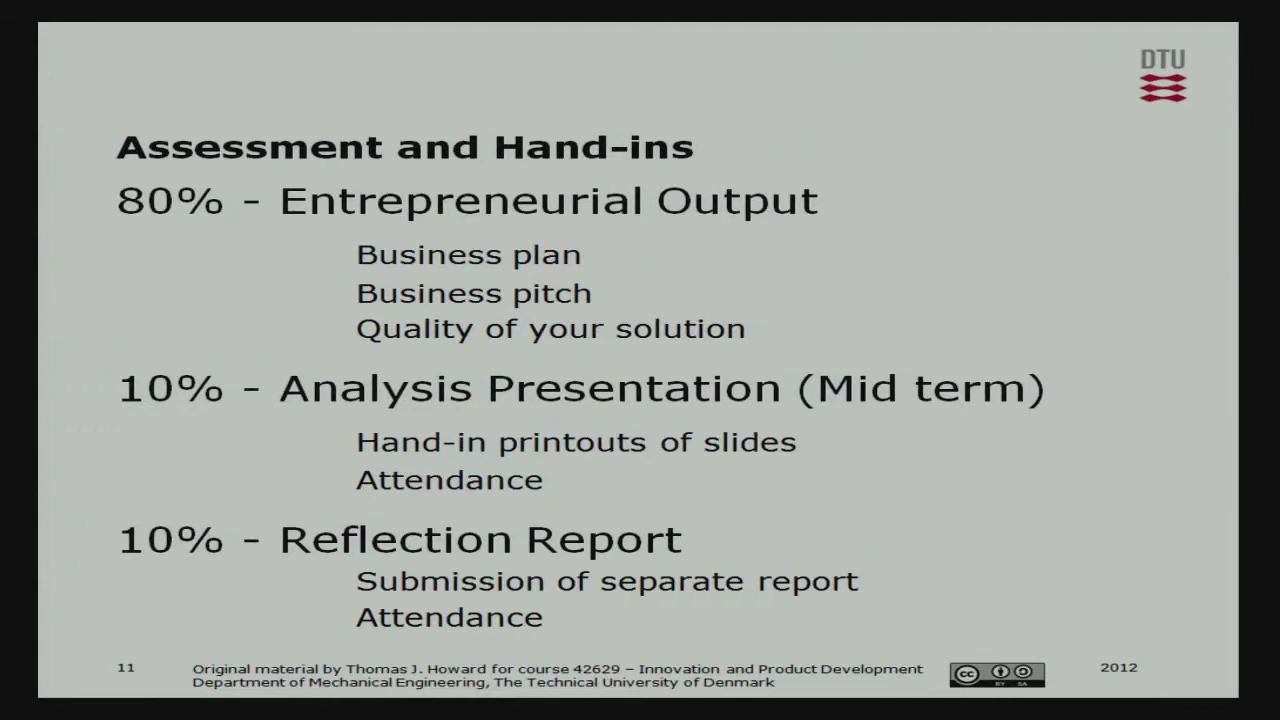 DTU
Assessment and Hand-ins
80% - Entrepreneurial Output
Business plan
Business pitch
Quality of your solution
10% - Analysis Presentation (Mid term)
Hand-in printouts of slides
Attendance
10% - Reflection Report
Submission of separate report
Attendance
11
Original material by Thomas J. Howard for course 42629 – Innovation and Product Development
Department of Mechanical Engineering, The Technical University of Denmark
cc BY SA
2012